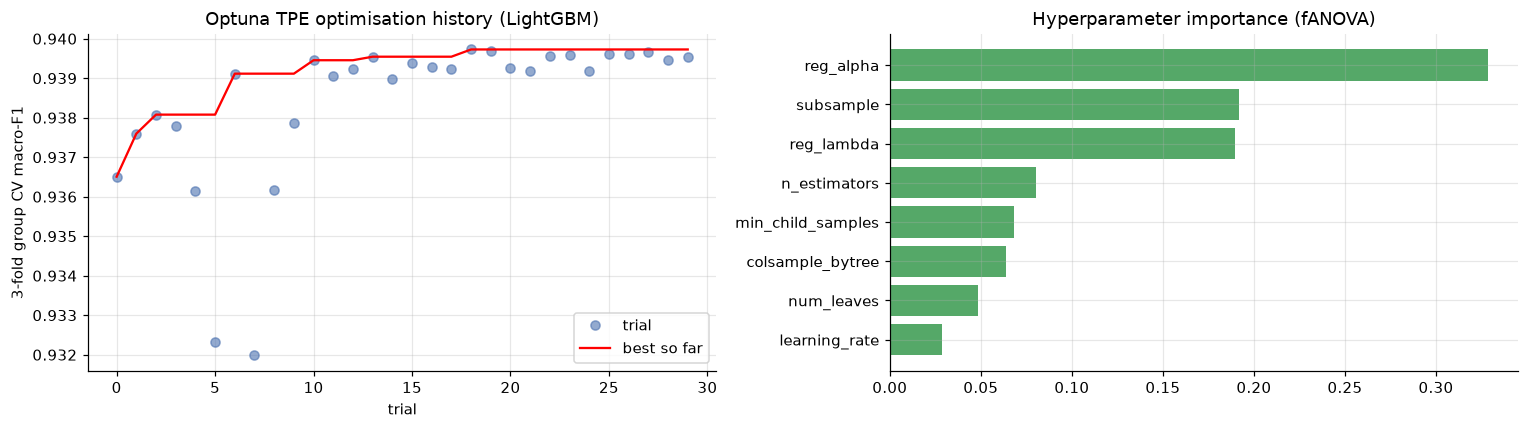 Optuna TPE optimisation history (LightGBM)
3-fold group CV macro-F1
0.940
0.939
0.938
0.937
0.936
0.935
0.934
0.933
0.932
0 5 10 15 20 25 30
trial
trial
best so far
Hyperparameter importance (fANOVA)
reg_alpha
subsample
reg_lambda
n_estimators
min_child_samples
colsample_bytree
num_leaves
learning_rate
0.00 0.05 0.10 0.15 0.20 0.25 0.30